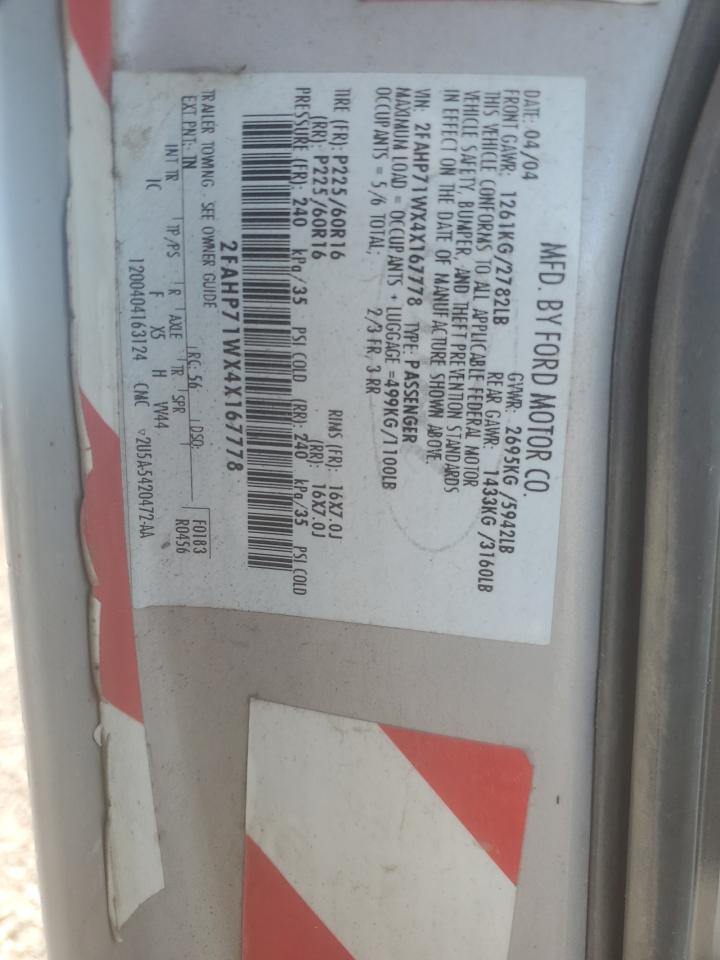 MFD. BY FORD MOTOR CO.
DATE: 04/04 GVWR: 2695KG /5942LB
FRONT GAWR: 1261KG/2782LB REAR GAWR: 1433KG /3160LB
THIS VEHICLE CONFORMS TO ALL APPLICABLE FEDERAL MOTOR
VEHICLE SAFETY, BUMPER, AND THEFT PREVENTION STANDARDS
IN EFFECT ON THE DATE OF MANUFACTURE SHOWN ABOVE.
VIN: 2FAHP71WX4X167778 TYPE: PASSENGER
MAXIMUM LOAD = OCCUPANTS + LUGGAGE =499KG/1100LB
OCCUPANTS = 5/6 TOTAL; 2/3 FR, 3 RR
TIRE (FR): P225/60R16 RIMS (FR): 16X7.0J
(RR): P225/60R16 (RR): 16X7.0J
PRESSURE (FR): 240 kPa/35 PSI COLD (RR): 240 kPa/35 PSI COLD
2FAHP71WX4X167778
TRAILER TOWING . SEE OWNER GUIDE
EXT PNT: TN RC: 56 DSO: F0183
R0456
INT TR TP/PS R AXLE TR SPR
IC F X5 H VV44
1200404163124 CMC ▿2U5A-5420472-AA